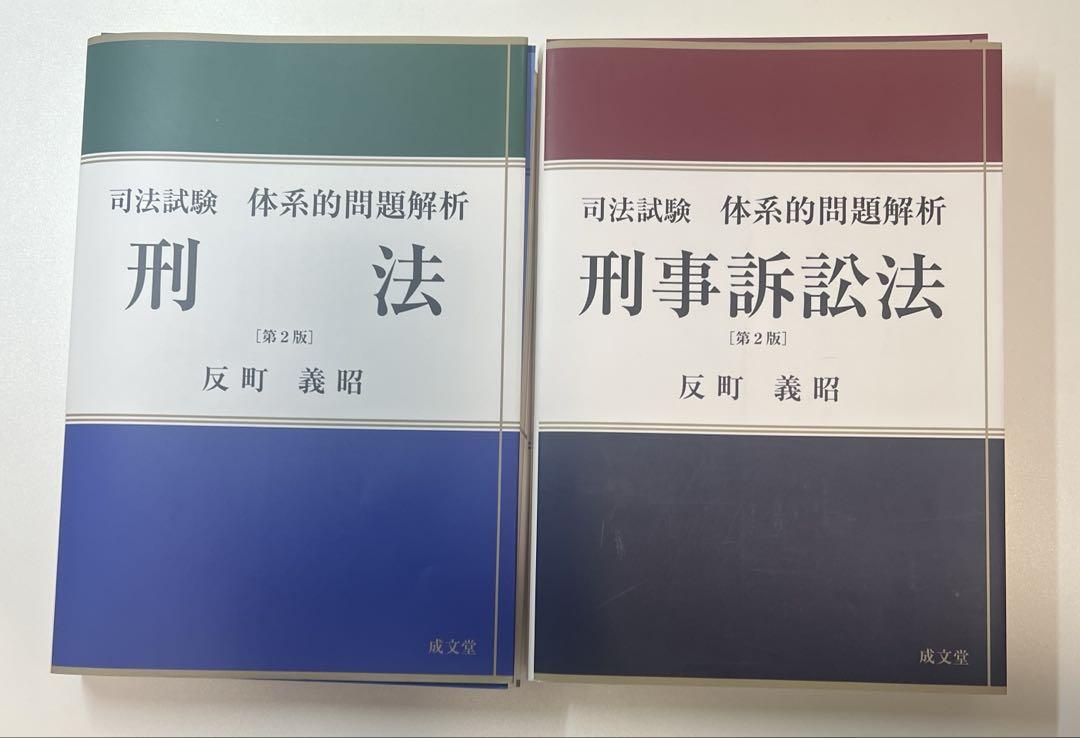 司法試験 体系的問題解析
刑 法
[第2版]
反町 義昭
成文堂
司法試験 体系的問題解析
刑事訴訟法
[第2版]
反町 義昭
成文堂